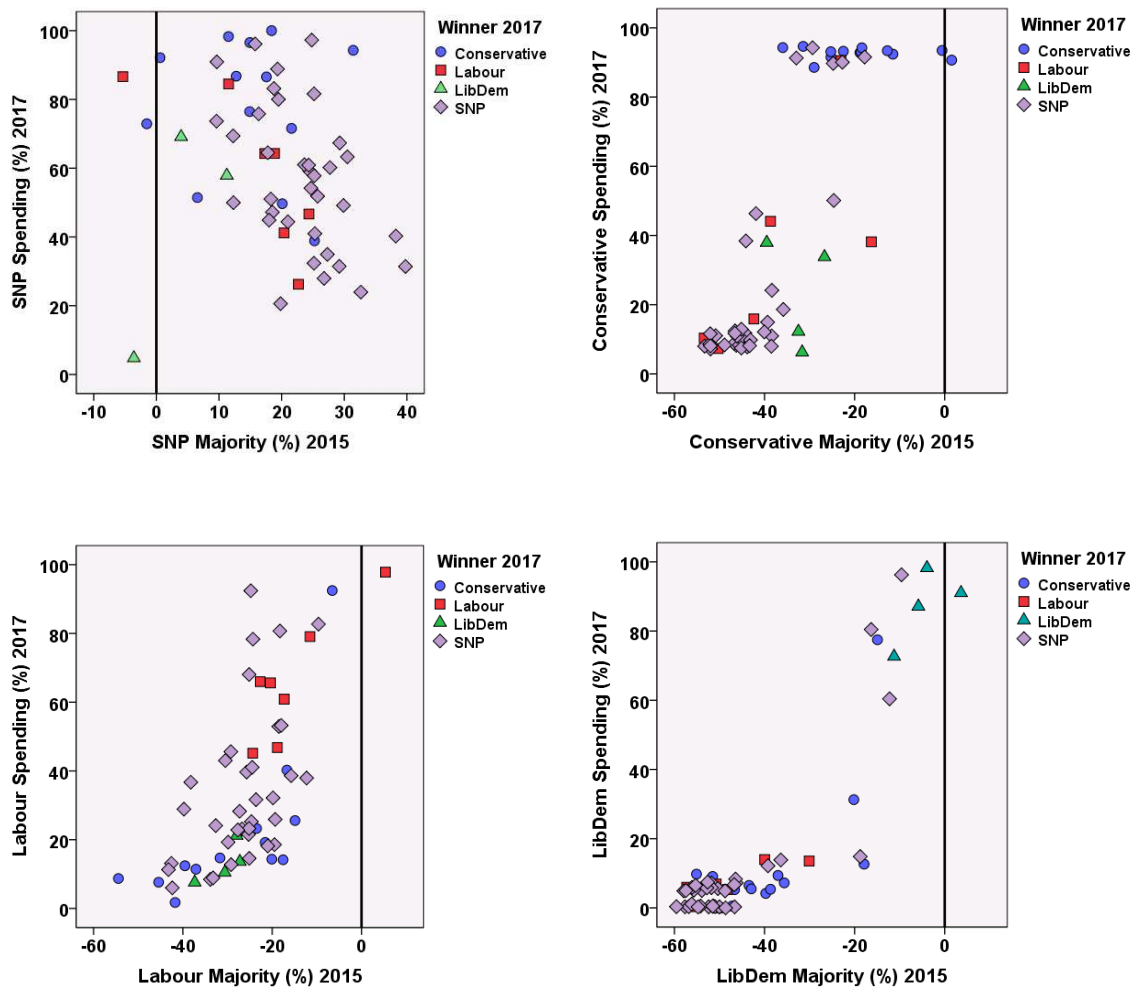 Winner 2017
Conservative
Labour
LibDem
SNP
SNP Spending (%) 2017
100
80
60
40
20
0
-10 0 10 20 30 40
SNP Majority (%) 2015
Winner 2017
Conservative
Labour
LibDem
SNP
Conservative Spending (%) 2017
100
80
60
40
20
0
-60 -40 -20 0
Conservative Majority (%) 2015
Winner 2017
Conservative
Labour
LibDem
SNP
Labour Spending (%) 2017
100
80
60
40
20
0
-60 -40 -20 0
Labour Majority (%) 2015
Winner 2017
Conservative
Labour
LibDem
SNP
LibDem Spending (%) 2017
100
80
60
40
20
0
-60 -40 -20 0
LibDem Majority (%) 2015